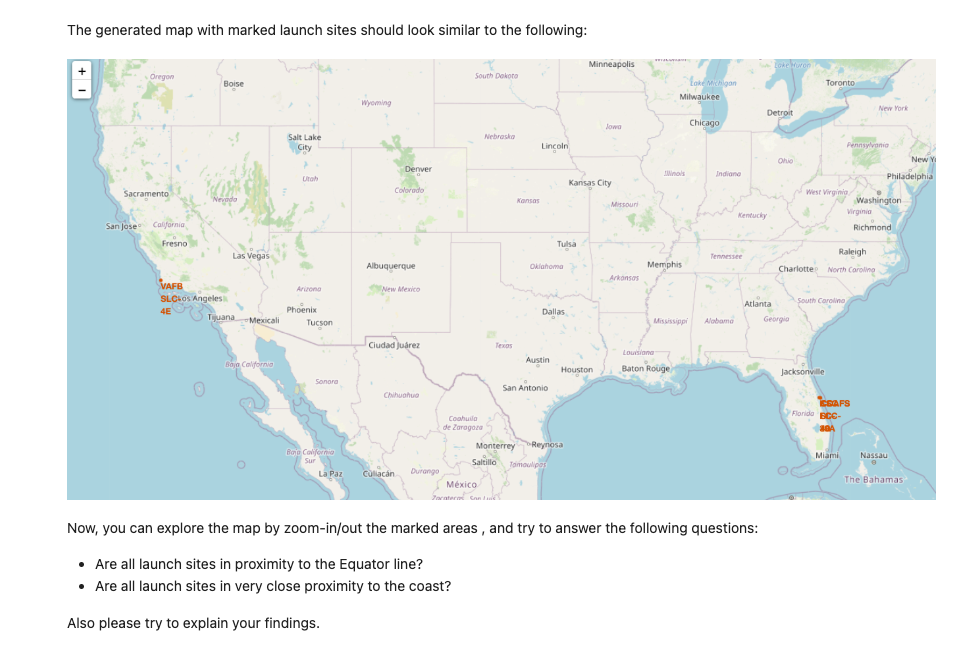 The generated map with marked launch sites should look similar to the following:
+
−
Oregon
Boise
South Dakota
Minneapolis
Lake Huron
Toronto
Lake Michigan
Milwaukee
Wyoming
Detroit
New York
Chicago
Iowa
Salt Lake
City
Nebraska
Lincoln
Pennsylvania
Denver
Ohio
Utah
Colorado
Illinois
Indiana
Philadelphia
Kansas City
Sacramento
Nevada
Kansas
Missouri
West Virginia
Washington
Kentucky
Virginia
San Jose
California
Richmond
Fresno
Las Vegas
Tulsa
Raleigh
Albuquerque
Oklahoma
Memphis
Tennessee
Charlotte
North Carolina
Arkansas
VAFB
SLC-
4E
Los Angeles
Arizona
New Mexico
Phoenix
Tijuana
Mexicali
Tucson
Dallas
Atlanta
South Carolina
Mississippi
Alabama
Georgia
Ciudad Juárez
Texas
Louisiana
Austin
Houston
Baton Rouge
Jacksonville
Baja California
Sonora
San Antonio
Chihuahua
Florida
Coahuila
de Zaragoza
Monterrey
Reynosa
Baja California
Sur
La Paz
Culiacán
Durango
Saltillo
Tamaulipas
Miami
Nassau
México
The Bahamas
Zacatecas
San Luis
Now, you can explore the map by zoom-in/out the marked areas , and try to answer the following questions:
• Are all launch sites in proximity to the Equator line?
• Are all launch sites in very close proximity to the coast?
Also please try to explain your findings.